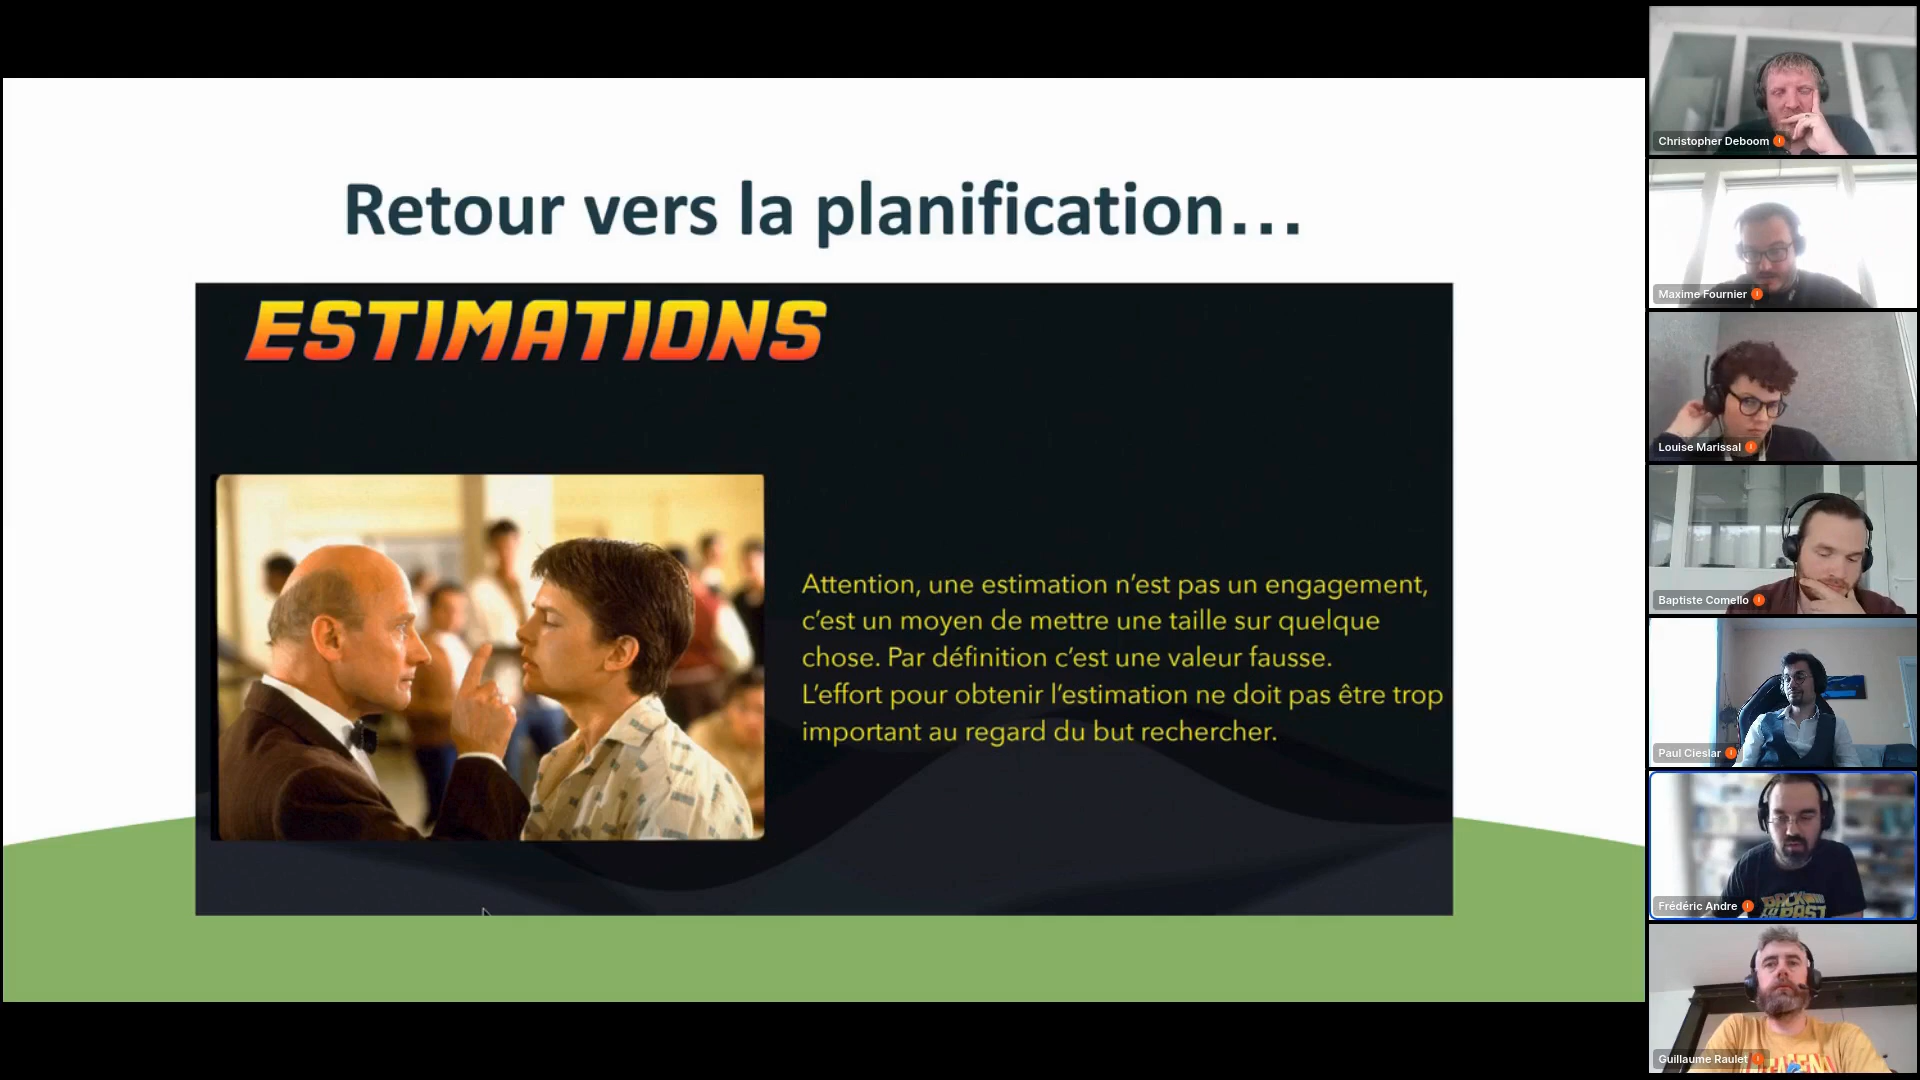 Retour vers la planification...
ESTIMATIONS
Attention, une estimation n’est pas un engagement,
c’est un moyen de mettre une taille sur quelque
chose. Par définition c’est une valeur fausse.
L’effort pour obtenir l’estimation ne doit pas être trop
important au regard du but rechercher.
Christopher Deboom
Maxime Fournier
Louise Marissal
Baptiste Comello
Paul Cieslar
Frédéric Andre
BACK
TO
PAST
Guillaume Raulet